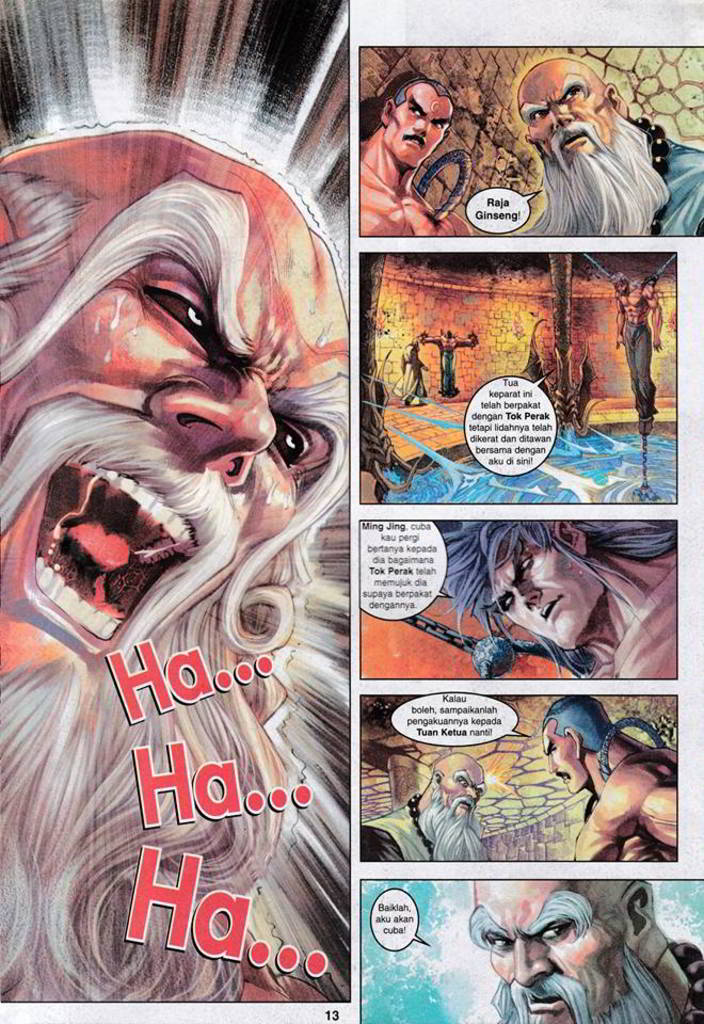 Ha...
Ha...
Ha...
Raja
Ginseng!
Tua
keparat ini
telah berpakat
dengan Tok Perak
tetapi lidahnya telah
dikerat dan ditawan
bersama dengan
aku di sini!
Ming Jing, cuba
kau pergi
bertanya kepada
dia bagaimana
Tok Perak telah
memujuk dia
supaya berpakat
dengannya.
Kalau
boleh, sampaikanlah
pengakuannya kepada
Tuan Ketua nanti!
Baiklah,
aku akan
cuba!
13